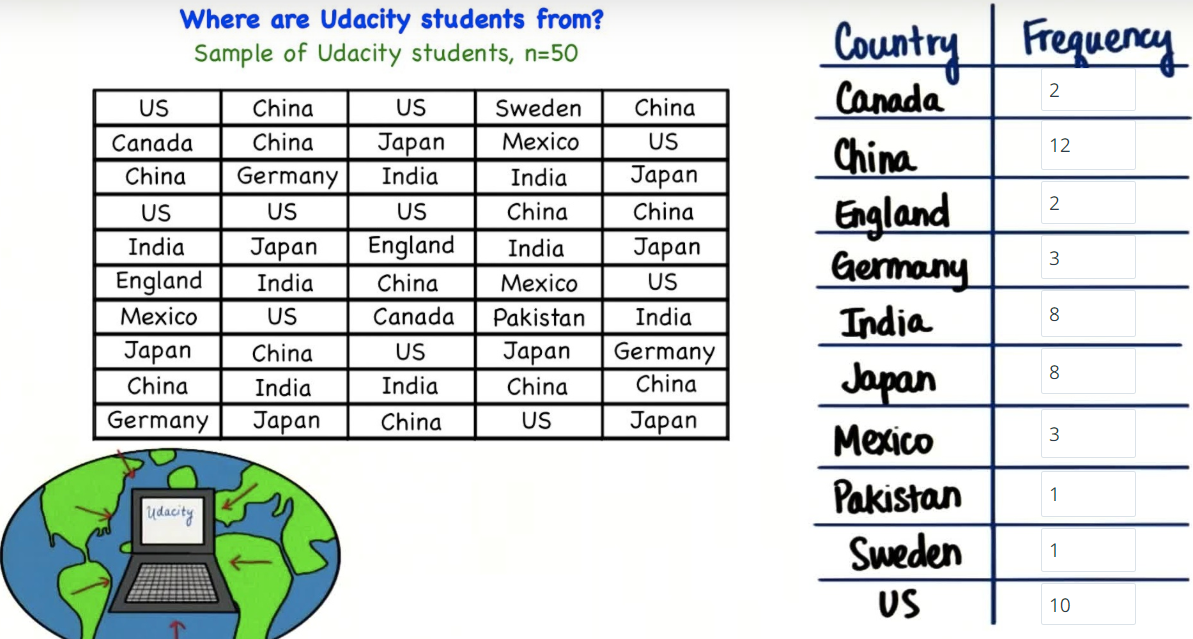 Where are Udacity students from?
Sample of Udacity students, n=50
US China US Sweden China
Canada China Japan Mexico US
China Germany India India Japan
US US US China China
India Japan England India Japan
England India China Mexico US
Mexico US Canada Pakistan India
Japan China US Japan Germany
China India India China China
Germany Japan China US Japan
Udacity
Country Frequency
Canada 2
China 12
England 2
Germany 3
India 8
Japan 8
Mexico 3
Pakistan 1
Sweden 1
US 10